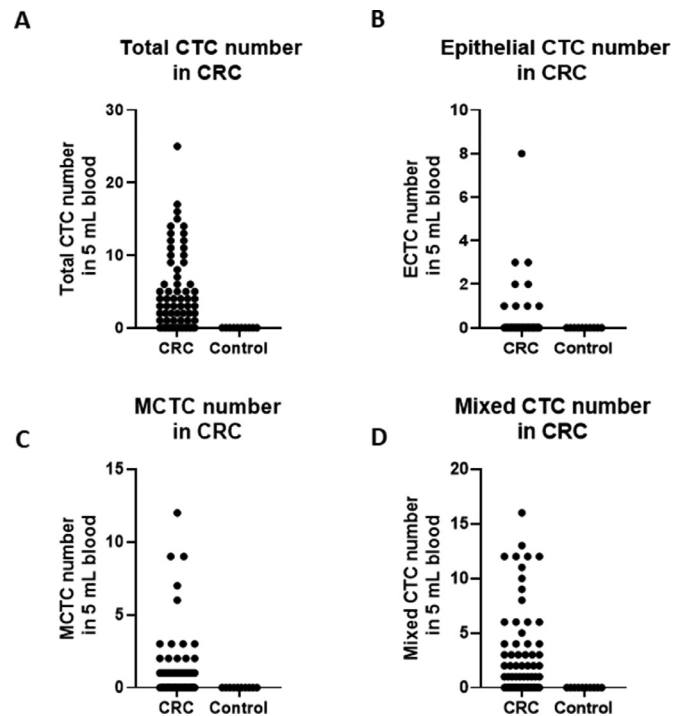 A
Total CTC number
in CRC
30
20
10
0
Total CTC number
in 5 mL blood
CRC
Control
B
Epithelial CTC number
in CRC
10
8
6
4
2
0
ECTC number
in 5 mL blood
CRC
Control
C
MCTC number
in CRC
15
10
5
0
MCTC number
in 5 mL blood
CRC
Control
D
Mixed CTC number
in CRC
20
15
10
5
0
Mixed CTC number
in 5 mL blood
CRC
Control